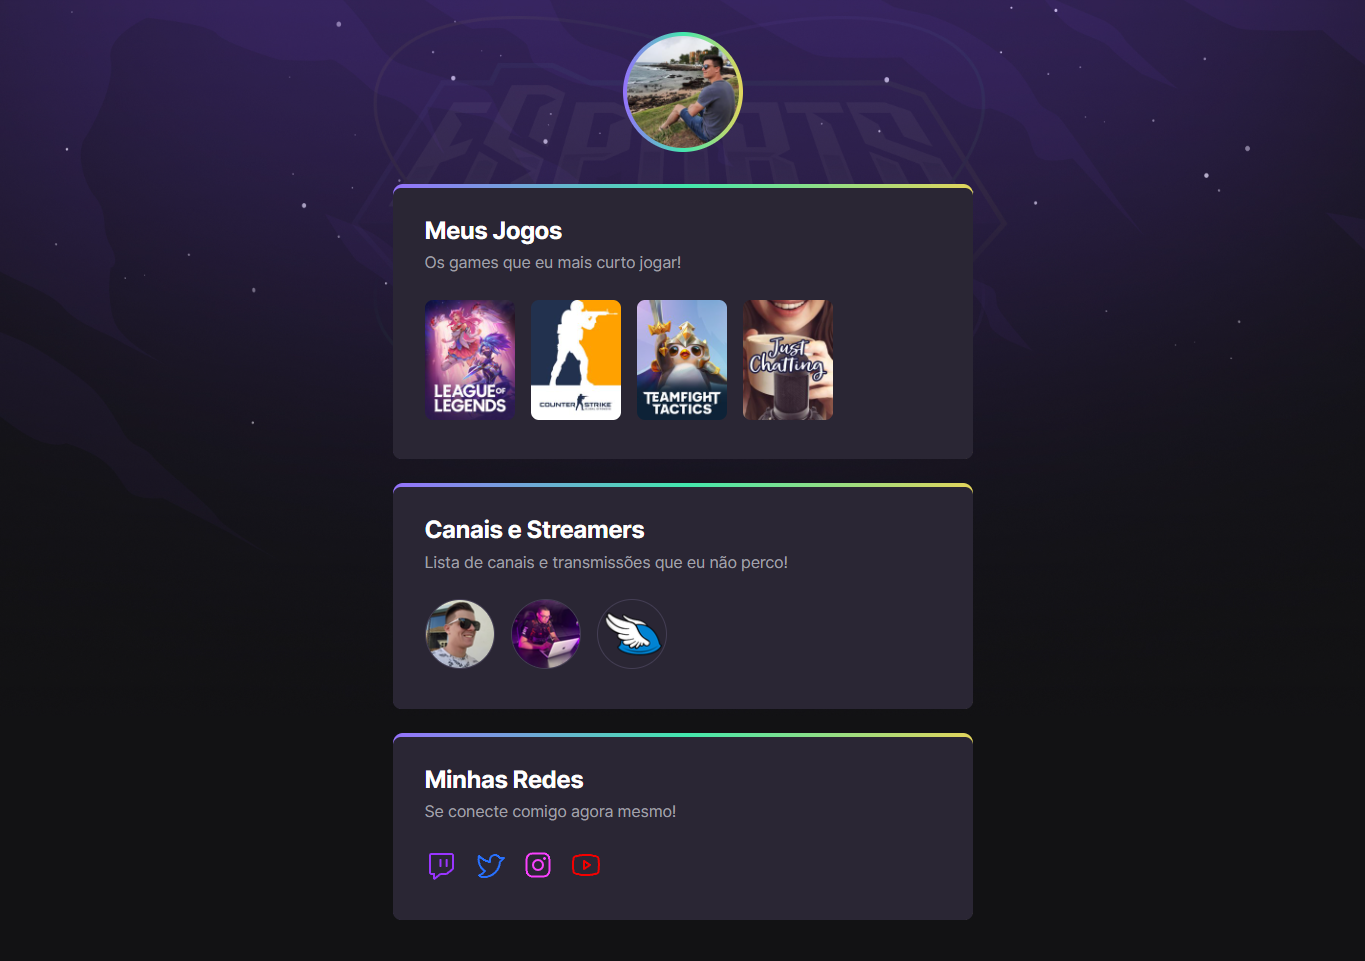 ESPORTS
Meus Jogos
Os games que eu mais curto jogar!
LEAGUE OF
LEGENDS
COUNTER STRIKE
TEAMFIGHT
TACTICS
Just
Chatting
Canais e Streamers
Lista de canais e transmissões que eu não perco!
Minhas Redes
Se conecte comigo agora mesmo!